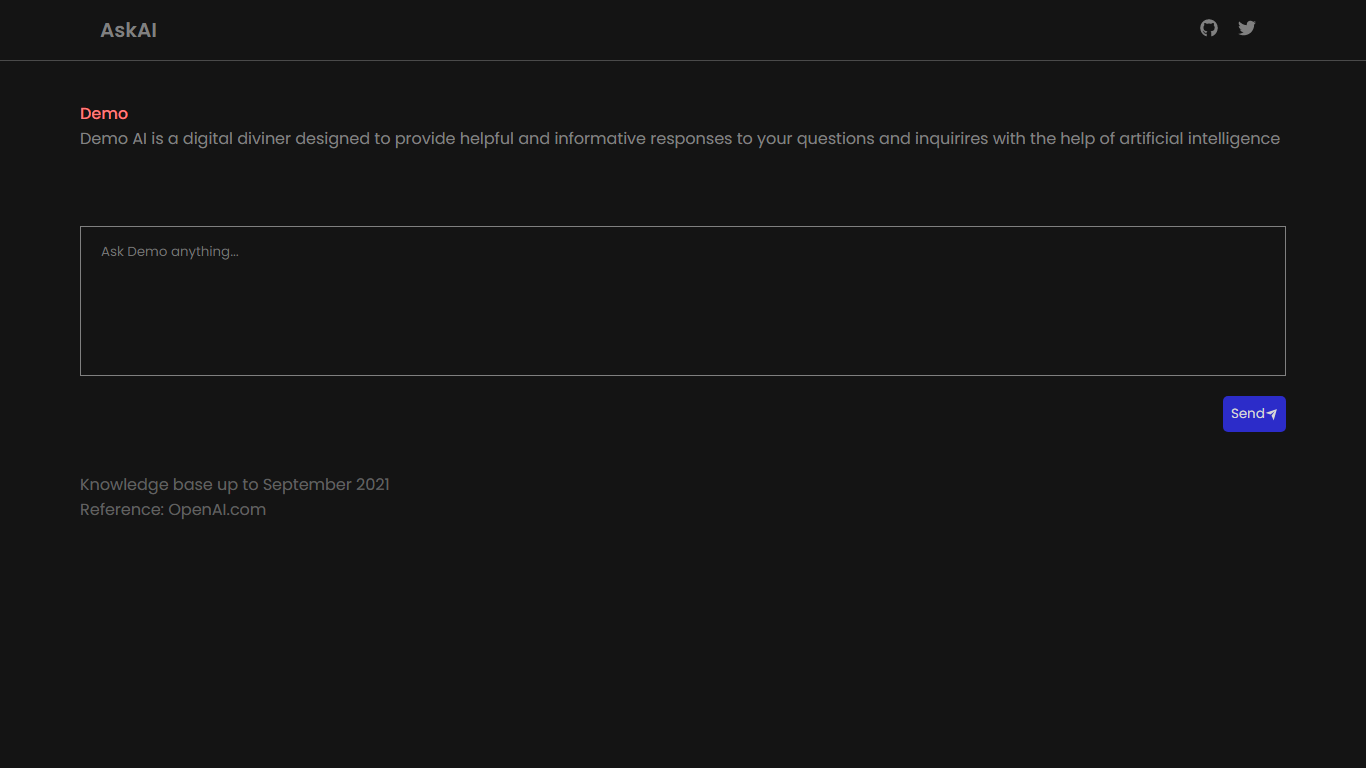 AskAI
Demo
Demo AI is a digital diviner designed to provide helpful and informative responses to your questions and inquirires with the help of artificial intelligence
Ask Demo anything...
Send
Knowledge base up to September 2021
Reference: OpenAI.com